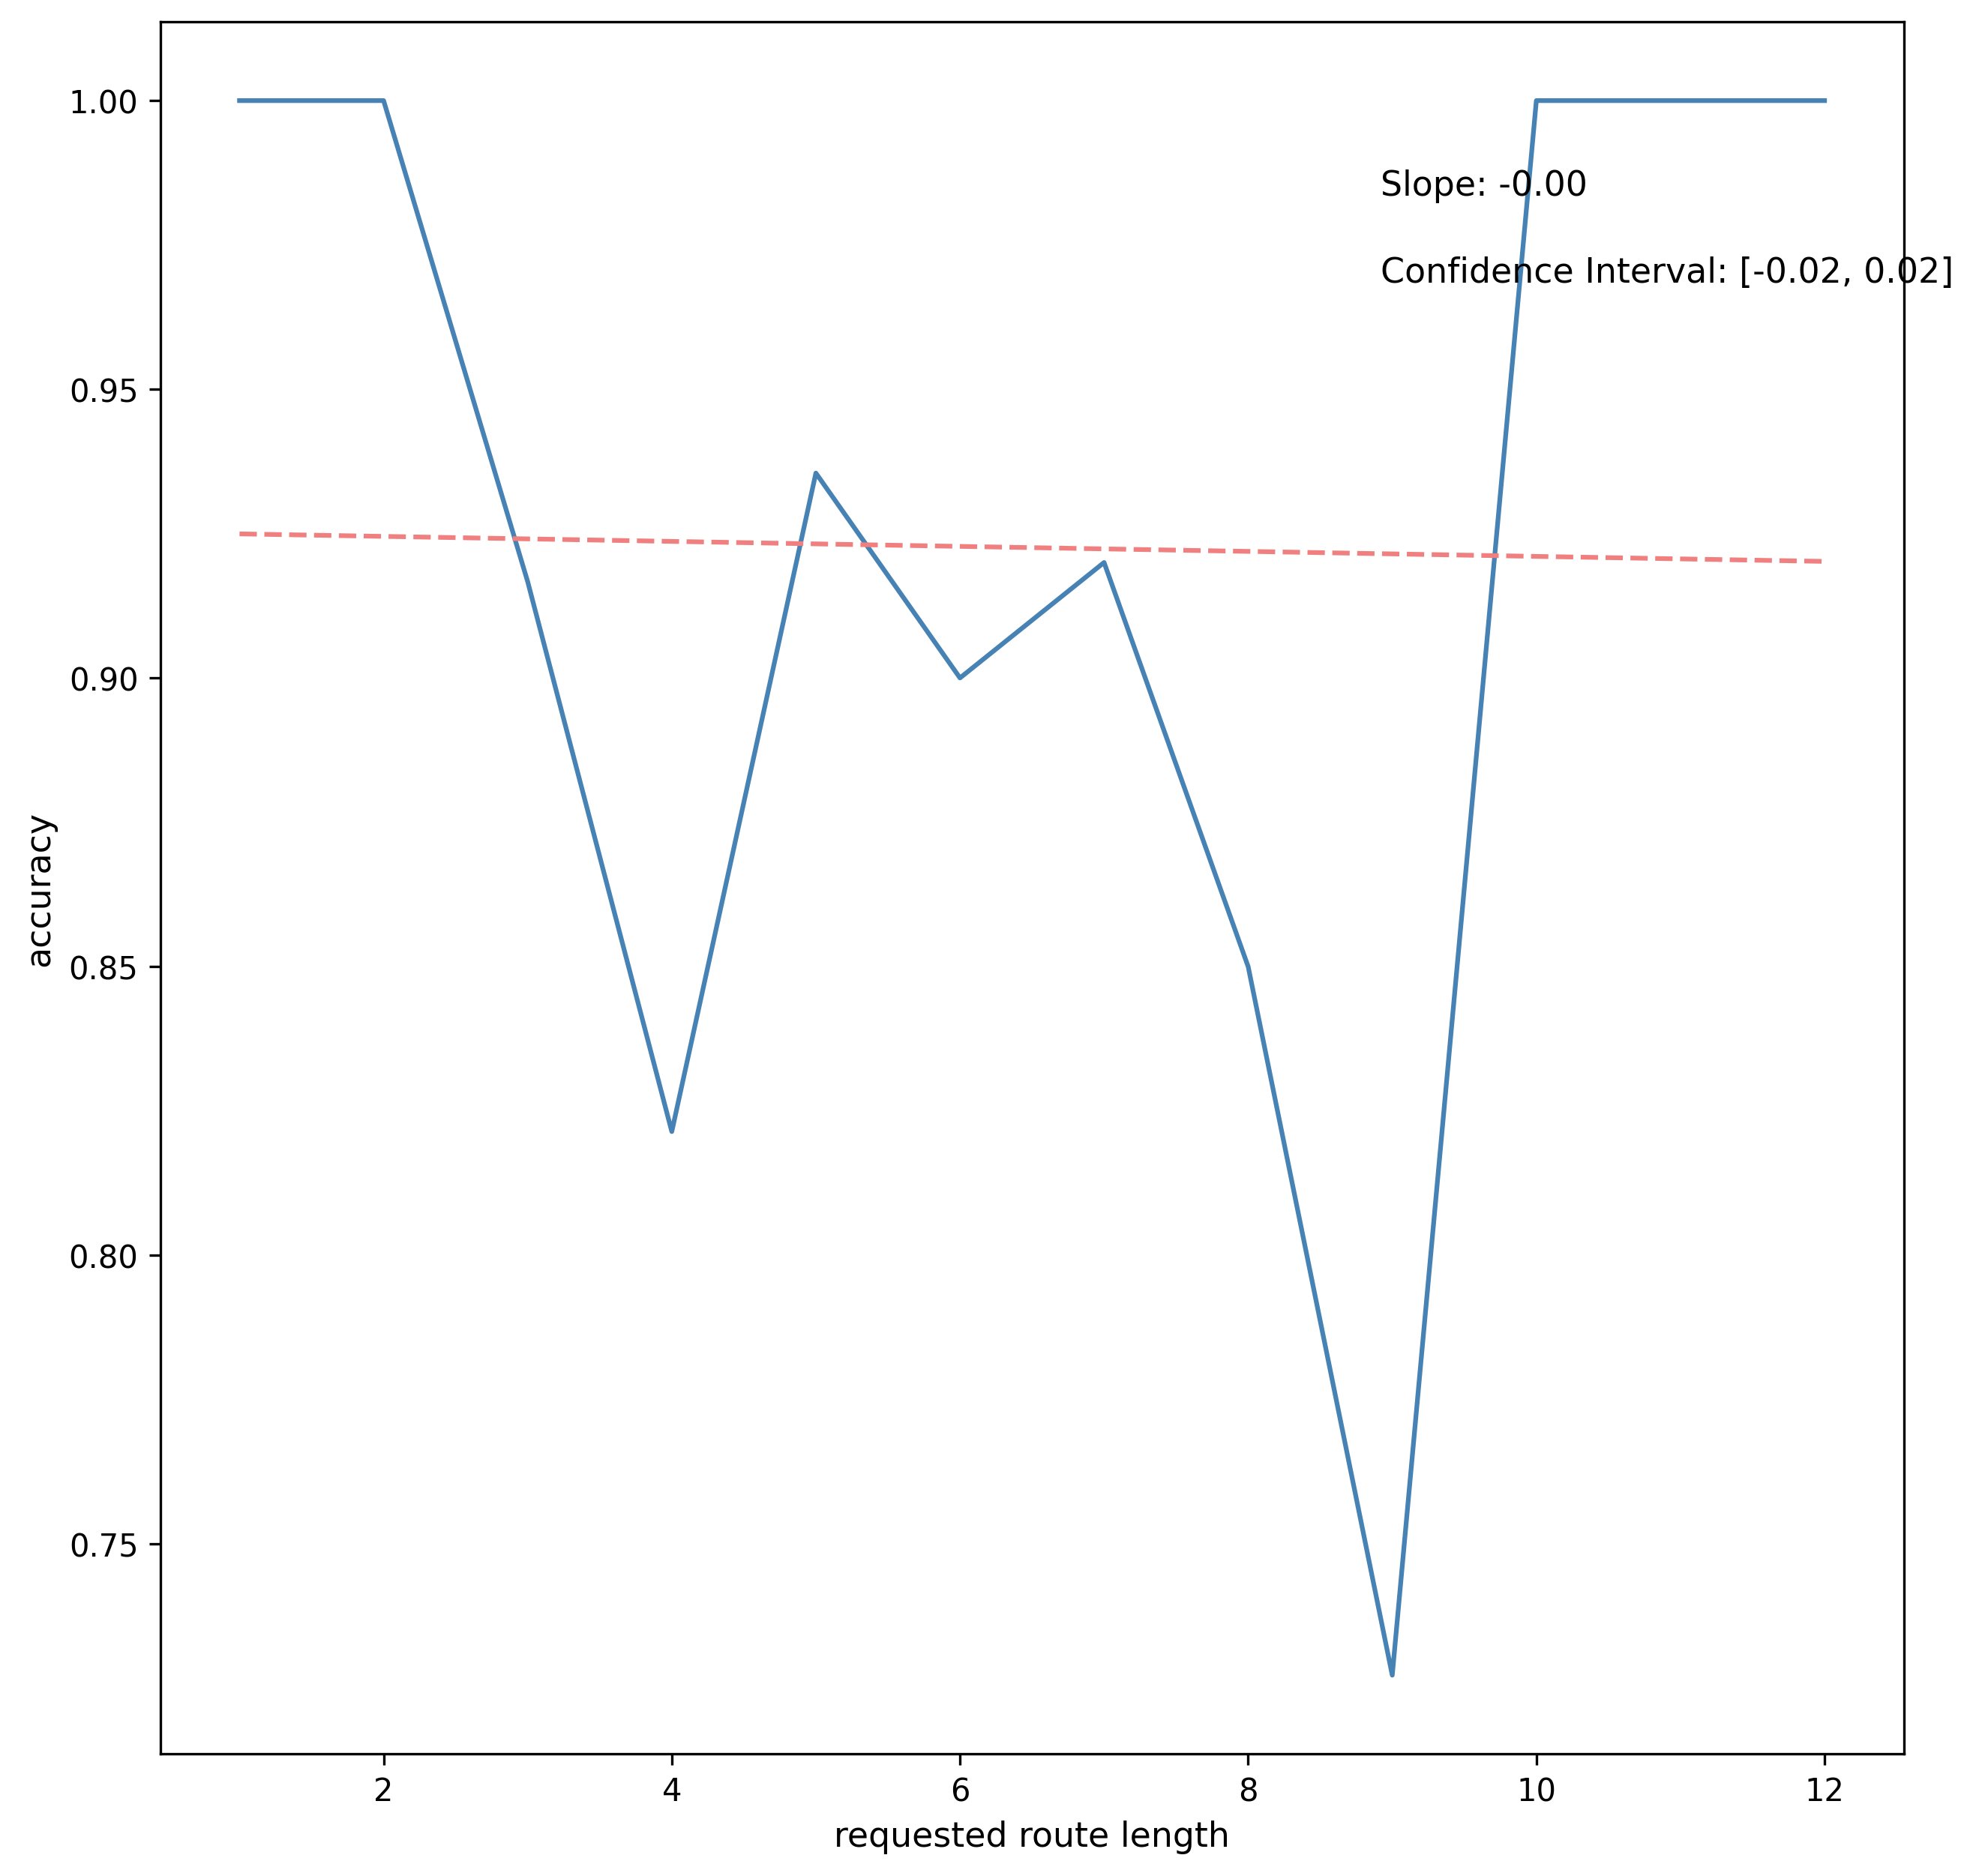 1.00
0.95
0.90
0.85
0.80
0.75
accuracy
Slope: -0.00
Confidence Interval: [-0.02, 0.02]
2 4 6 8 10 12
requested route length